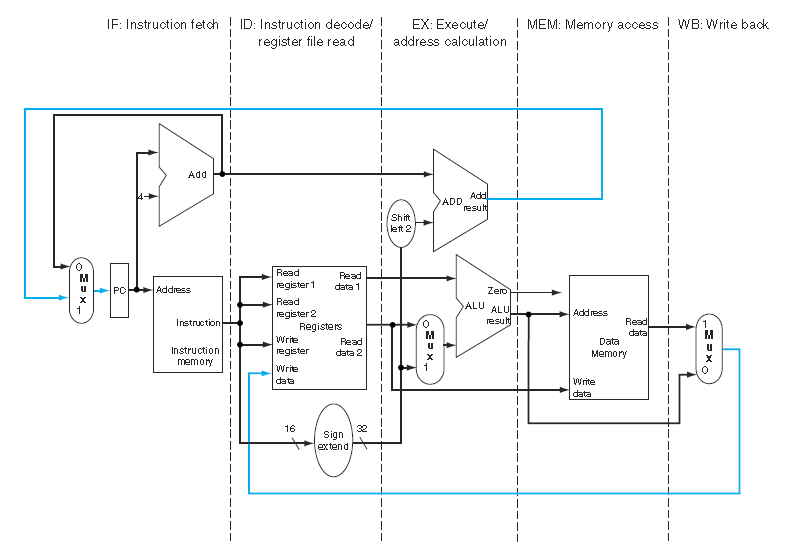 IF: Instruction fetch
ID: Instruction decode/
register file read
EX: Execute/
address calculation
MEM: Memory access
WB: Write back
Add
4
ADD
Add
result
Shift
left 2
0
M
u
x
1
PC
Address
Instruction
Instruction
memory
Read
register 1
Read
register 2
Write
register
Write
data
Registers
Read
data 1
Read
data 2
0
M
u
x
1
Zero
ALU
ALU
result
Address
Read
data
Data
Memory
Write
data
1
M
u
x
0
16
Sign
extend
32